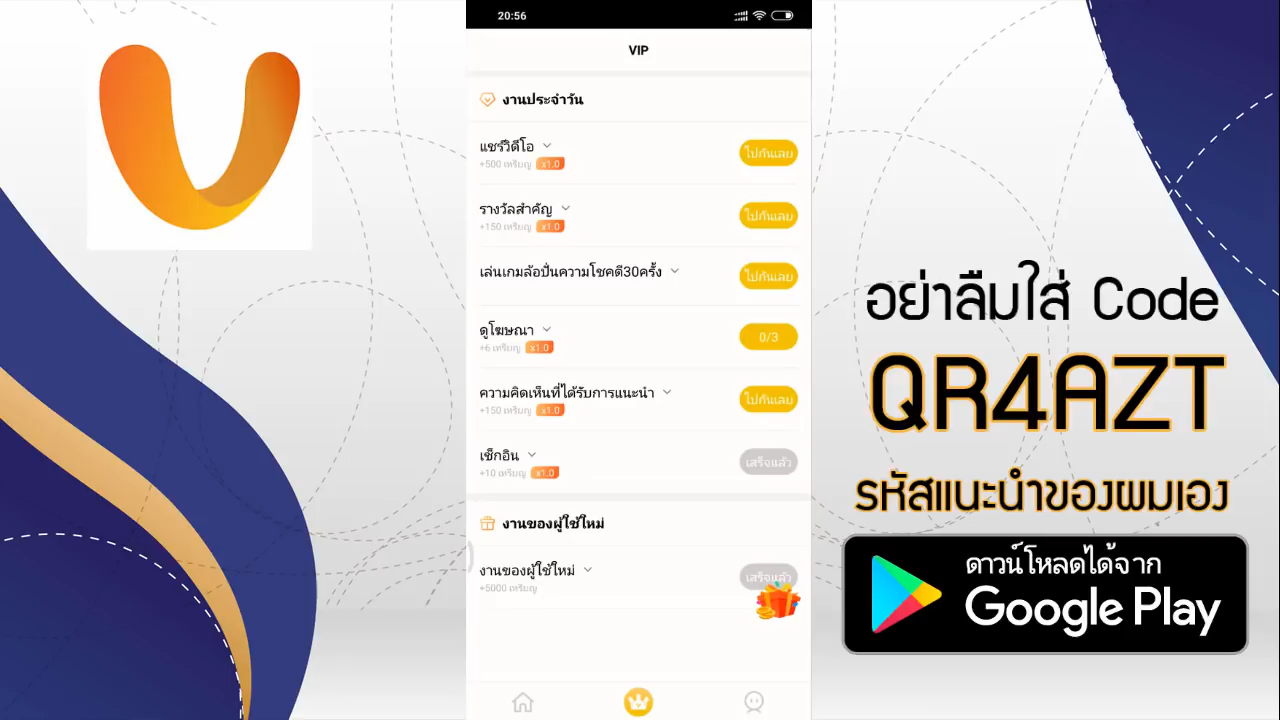 20:56
VIP
งานประจำวัน
แชร์วิดีโอ
ไปกันเลย
+500 เหรียญ x1.0
รางวัลสำคัญ
ไปกันเลย
+150 เหรียญ x1.0
เล่นเกมล้อปั่นความโชคดี30ครั้ง
ไปกันเลย
ดูโฆษณา
0/3
+6 เหรียญ x1.0
ความคิดเห็นที่ได้รับการแนะนำ
ไปกันเลย
+150 เหรียญ x1.0
เช็กอิน
เสร็จแล้ว
+10 เหรียญ x1.0
งานของผู้ใช้ใหม่
งานของผู้ใช้ใหม่
เสร็จแล้ว
+5000 เหรียญ
อย่าลืมใส่ Code
QR4AZT
รหัสแนะนำของผมเอง
ดาวน์โหลดได้จาก
Google Play